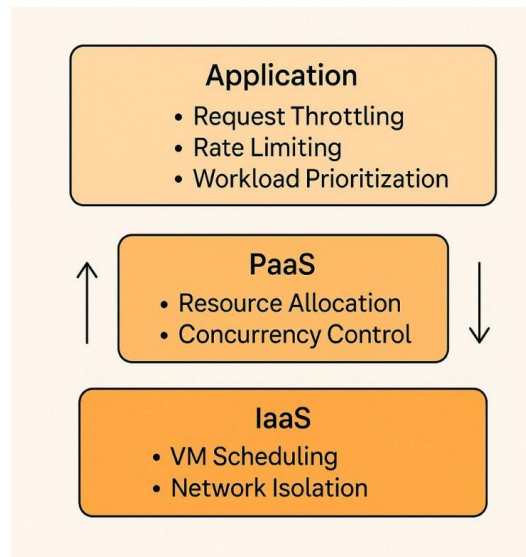 Application
• Request Throttling
• Rate Limiting
• Workload Prioritization
PaaS
• Resource Allocation
• Concurrency Control
IaaS
• VM Scheduling
• Network Isolation